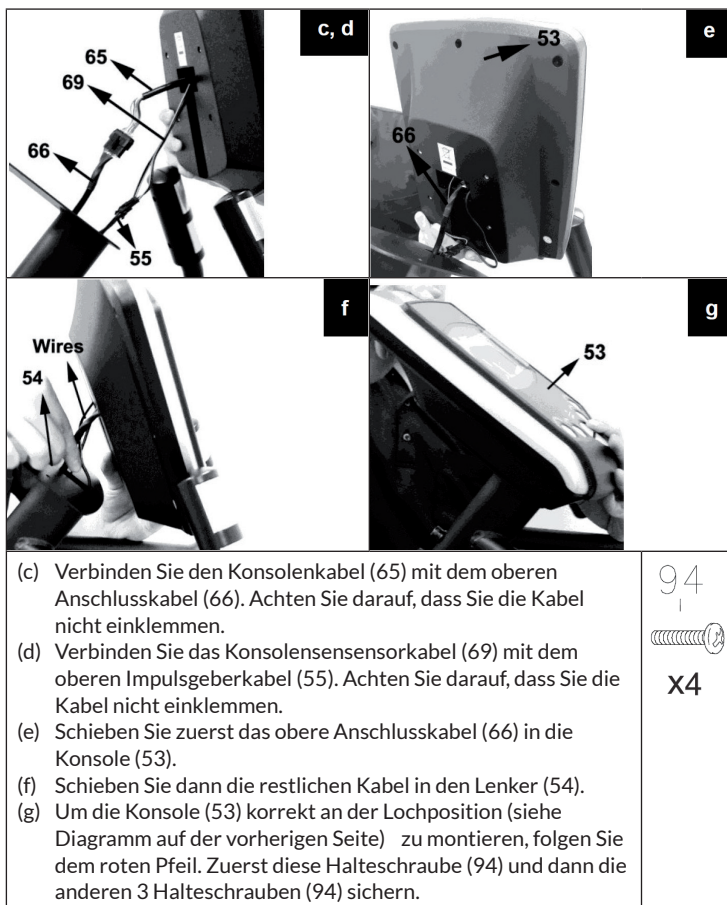 c, d
65
69
66
55
e
53
66
f
Wires
54
g
53
(c) Verbinden Sie den Konsolenkabel (65) mit dem oberen
Anschlusskabel (66). Achten Sie darauf, dass Sie die Kabel
nicht einklemmen.
(d) Verbinden Sie das Konsolensensensorkabel (69) mit dem
oberen Impulsgeberkabel (55). Achten Sie darauf, dass Sie die
Kabel nicht einklemmen.
(e) Schieben Sie zuerst das obere Anschlusskabel (66) in die
Konsole (53).
(f) Schieben Sie dann die restlichen Kabel in den Lenker (54).
(g) Um die Konsole (53) korrekt an der Lochposition (siehe
Diagramm auf der vorherigen Seite) zu montieren, folgen Sie
dem roten Pfeil. Zuerst diese Halteschraube (94) und dann die
anderen 3 Halteschrauben (94) sichern.
94
x4